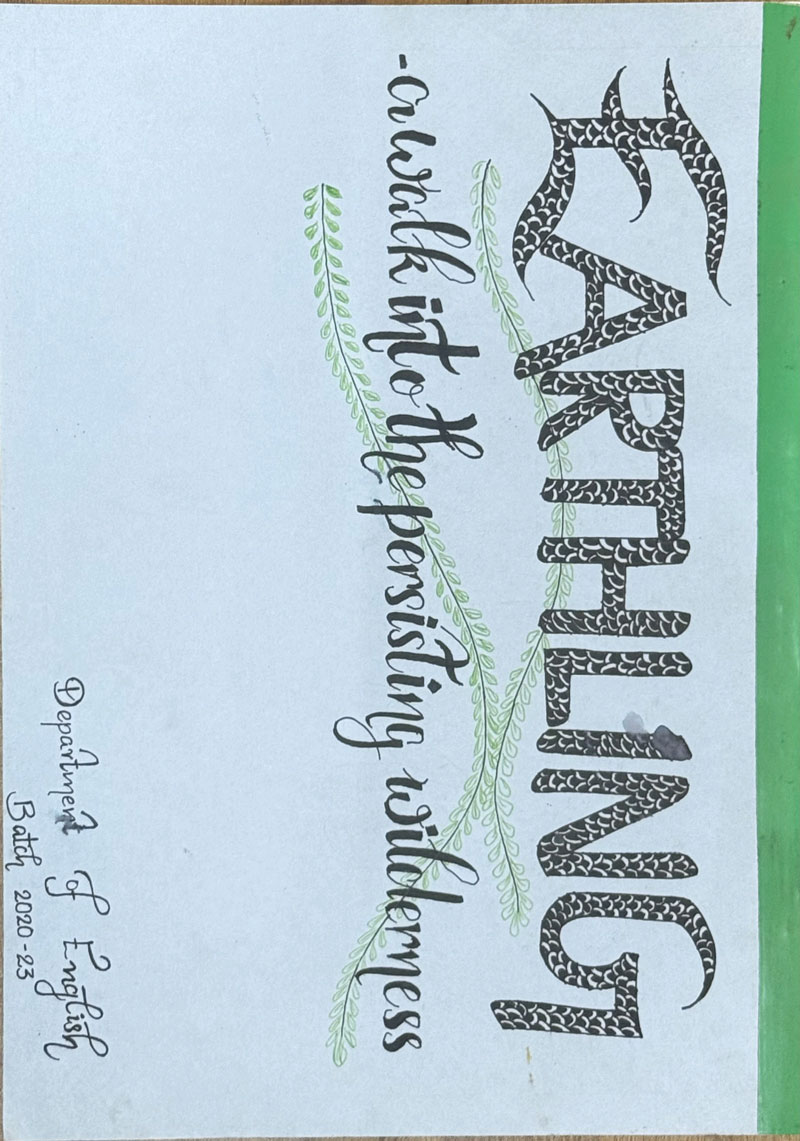 EARTHLING
-a walk into the persisting wilderness
Department of English
Batch 2020-23